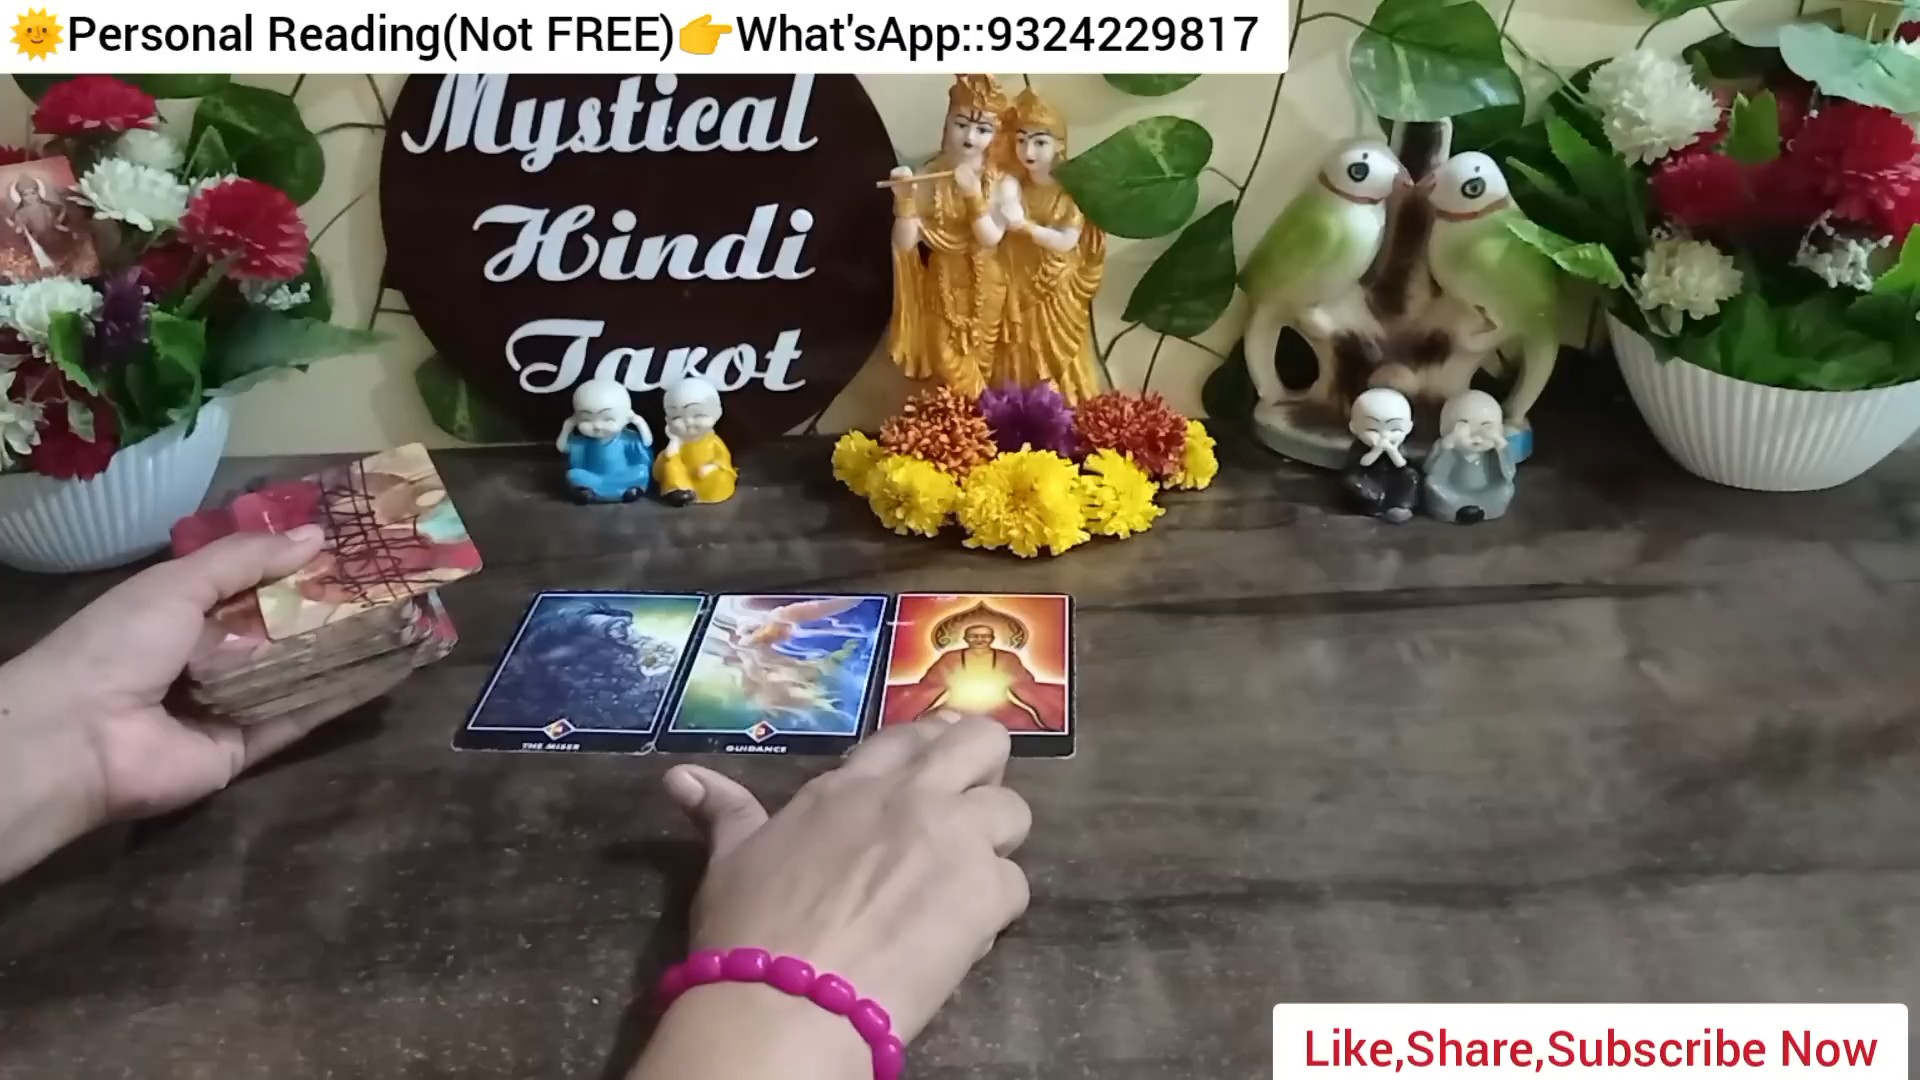 🌞Personal Reading(Not FREE)👉What'sApp::9324229817
Mystical
Hindi
Tarot
THE MISER
GUIDANCE
Like,Share,Subscribe Now